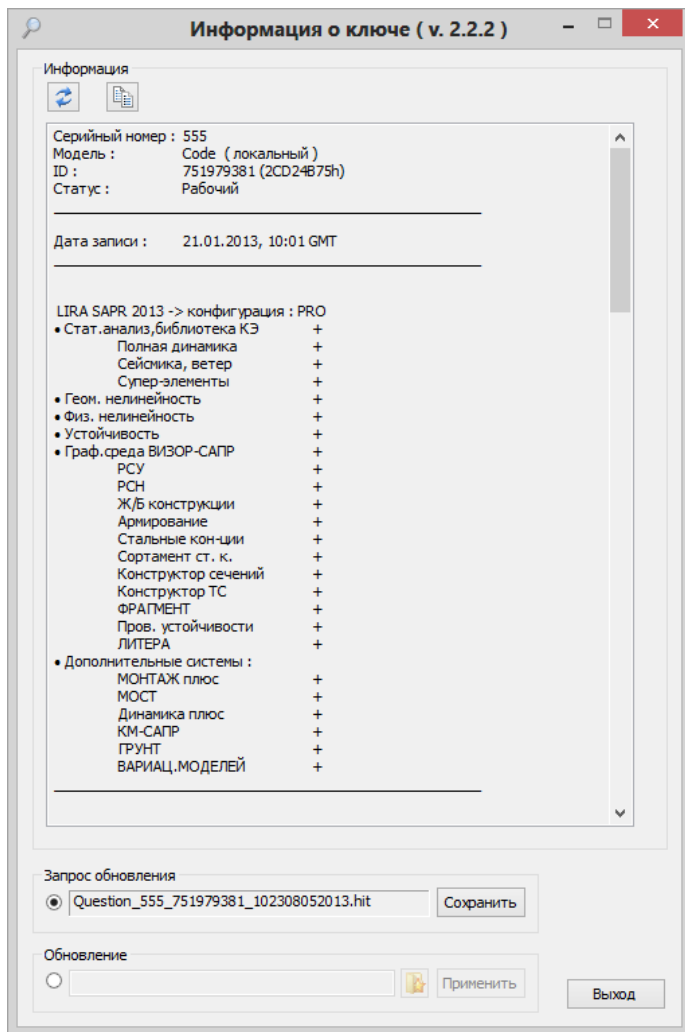 Информация о ключе ( v. 2.2.2 )
Информация
Серийный номер : 555
Модель : Code ( локальный )
ID : 751979381 (2CD24B75h)
Статус : Рабочий
Дата записи : 21.01.2013, 10:01 GMT
LIRA SAPR 2013 -> конфигурация : PRO
• Стат.анализ,библиотека КЭ +
Полная динамика +
Сейсмика, ветер +
Супер-элементы +
• Геом. нелинейность +
• Физ. нелинейность +
• Устойчивость +
• Граф.среда ВИЗОР-САПР +
РСУ +
РСН +
Ж/Б конструкции +
Армирование +
Стальные кон-ции +
Сортамент ст. к. +
Конструктор сечений +
Конструктор ТС +
ФРАГМЕНТ +
Пров. устойчивости +
ЛИТЕРА +
• Дополнительные системы :
МОНТАЖ плюс +
МОСТ +
Динамика плюс +
КМ-САПР +
ГРУНТ +
ВАРИАЦ.МОДЕЛЕЙ +
Запрос обновления
Question_555_751979381_102308052013.hit Сохранить
Обновление
Применить
Выход